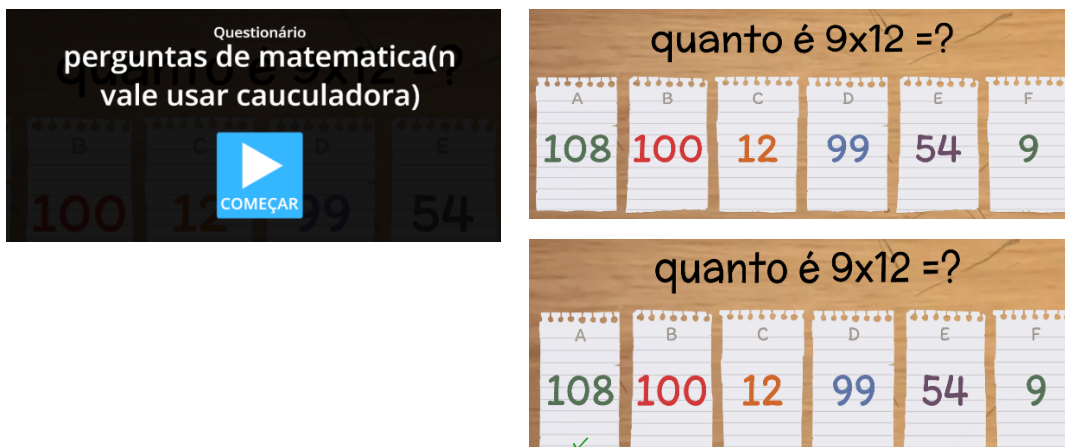 Questionário
perguntas de matematica(n
vale usar cauculadora)
COMEÇAR
quanto é 9x12 =?
A B C D E F
108 100 12 99 54 9
quanto é 9x12 =?
A B C D E F
108 100 12 99 54 9